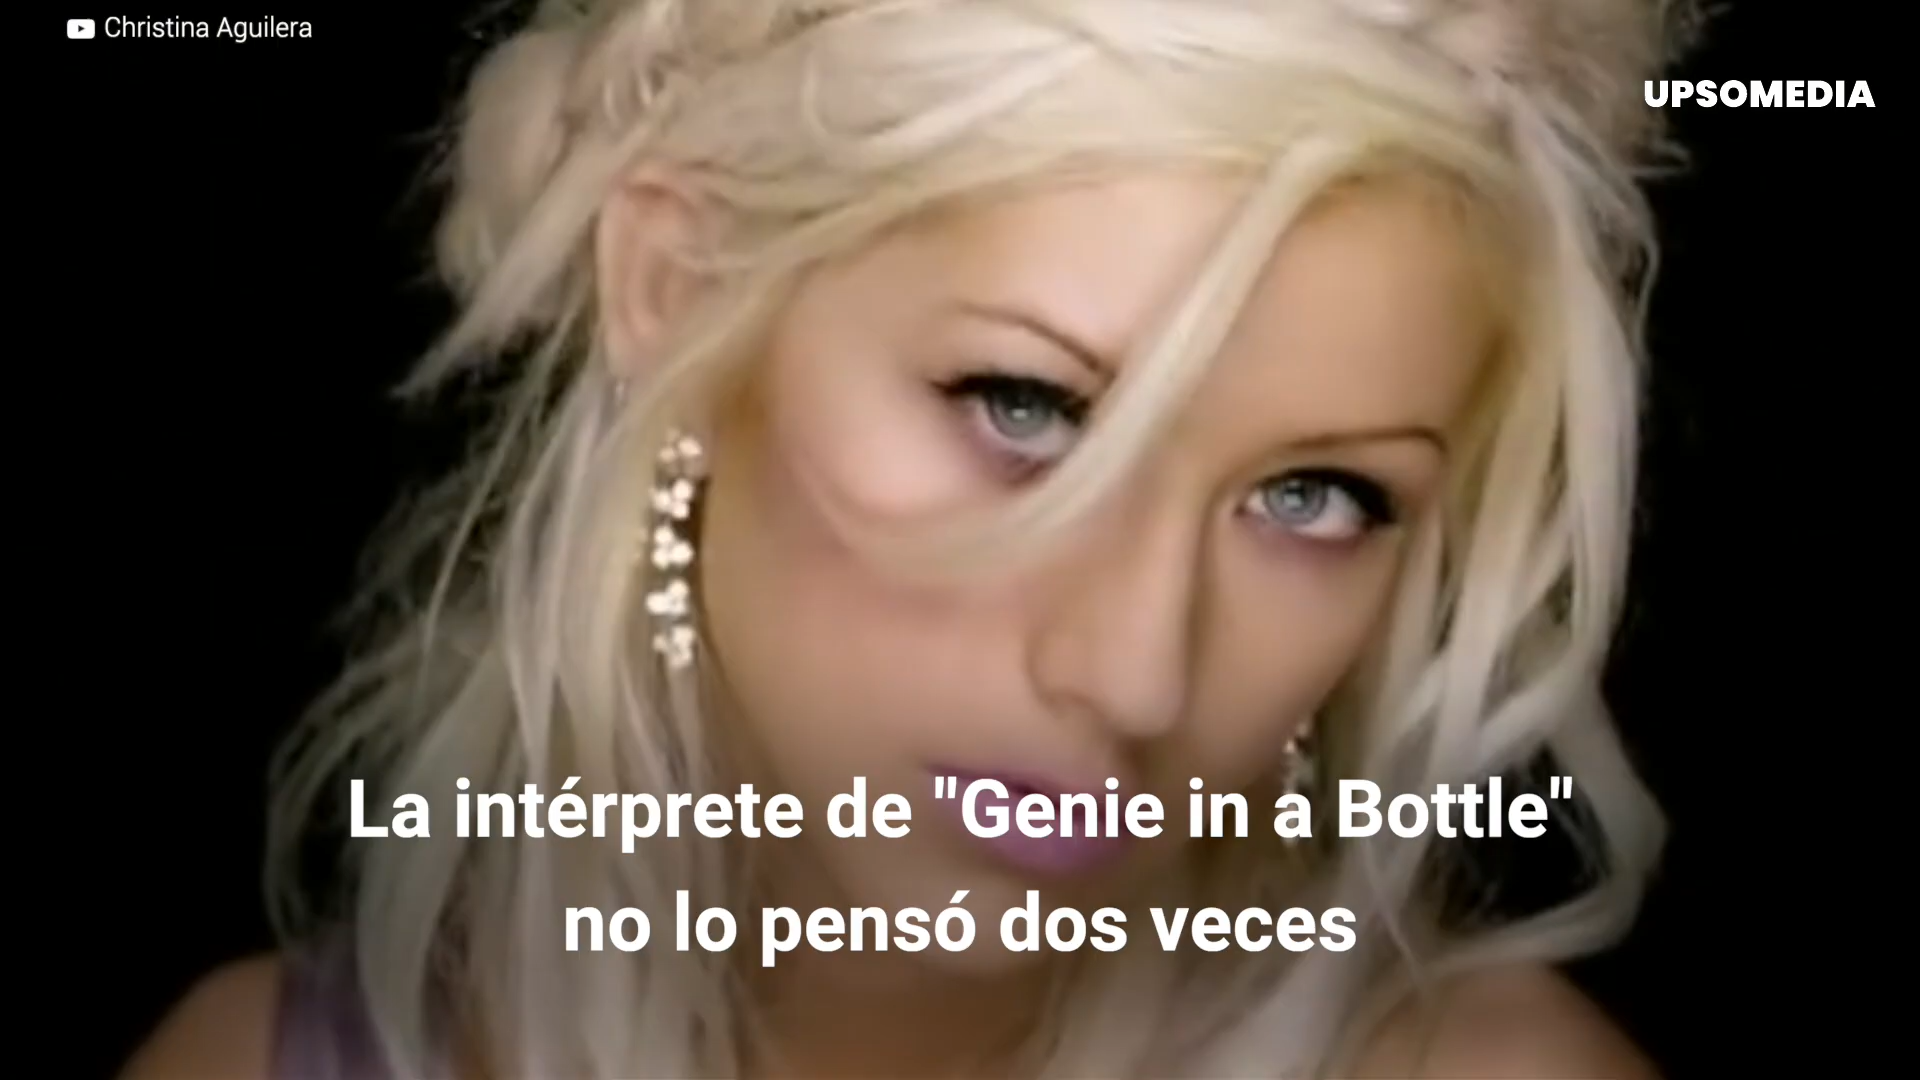 Christina Aguilera
UPSOMEDIA
La intérprete de "Genie in a Bottle"
no lo pensó dos veces